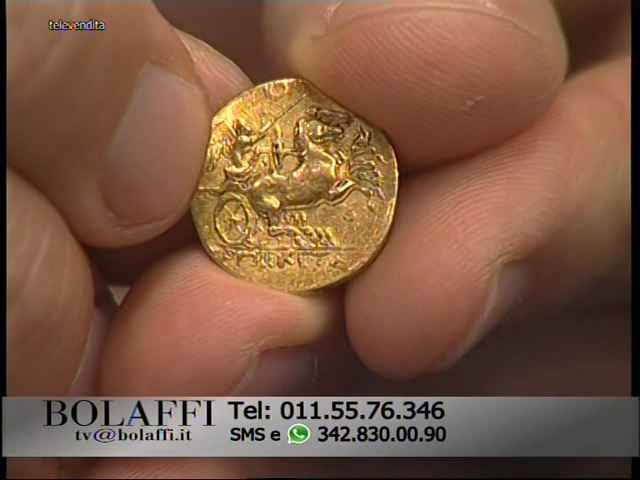 televendita
BOLAFFI
tv@bolaffi.it
Tel: 011.55.76.346
SMS e 342.830.00.90